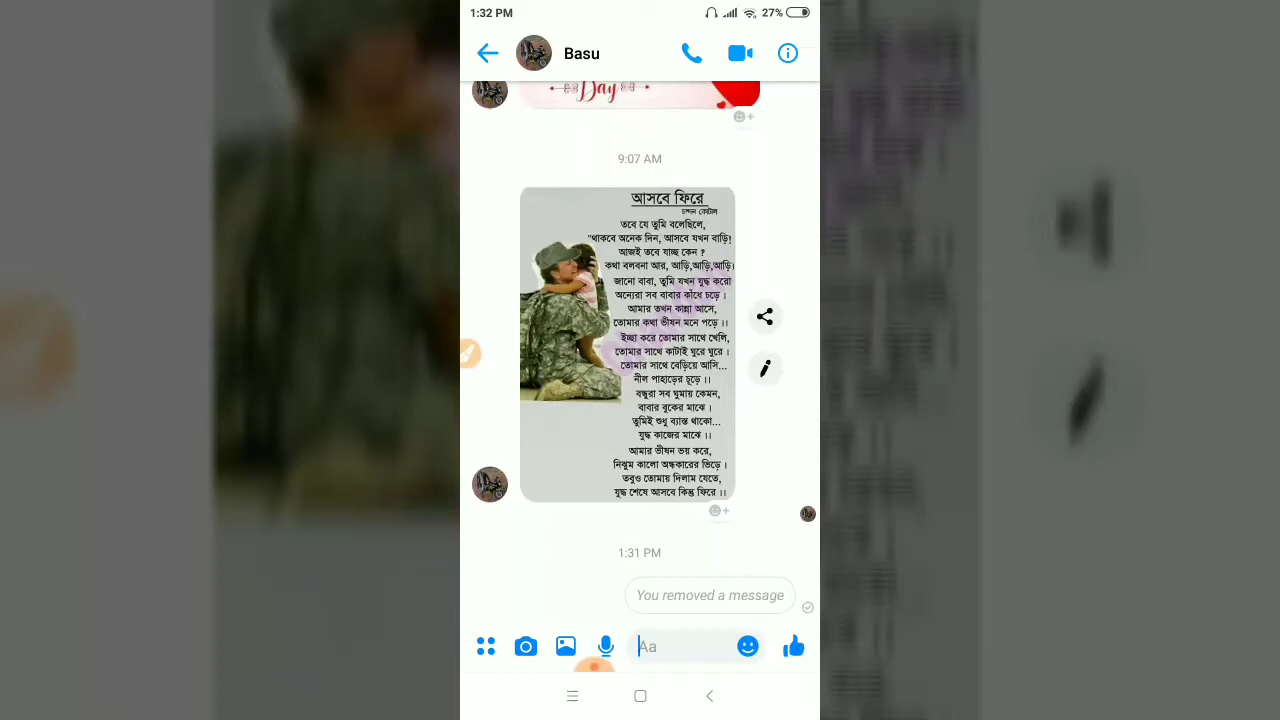 1:32 PM
27%
Basu
Day
9:07 AM
আসবে ফিরে
চন্দন কোটাল
তবে যে তুমি বলেছিলে,
"থাকবে অনেক দিন, আসবে যখন বাড়ি!
আজই তবে যাচ্ছ কেন ?
কথা বলবনা আর, আড়ি,আড়ি,আড়ি।
জানো বাবা, তুমি যখন যুদ্ধ করো
অন্যেরা সব বাবার কাঁধে চড়ে ।
আমার তখন কান্না আসে,
তোমার কথা ভীষন মনে পড়ে ।।
ইচ্ছা করে তোমার সাথে খেলি,
তোমার সাথে কাটাই ঘুরে ঘুরে ।
তোমার সাথে বেড়িয়ে আসি...
নীল পাহাড়ের চূড়ে ।।
বন্ধুরা সব ঘুমায় কেমন,
বাবার বুকের মাঝে ।
তুমিই শুধু ব্যাস্ত থাকো...
যুদ্ধ কাজের মাঝে ।।
আমার ভীষন ভয় করে,
নিঝুম কালো অন্ধকারের ভিড়ে ।
তবুও তোমায় দিলাম যেতে,
যুদ্ধ শেষে আসবে কিন্তু ফিরে ।।
1:31 PM
You removed a message
Aa